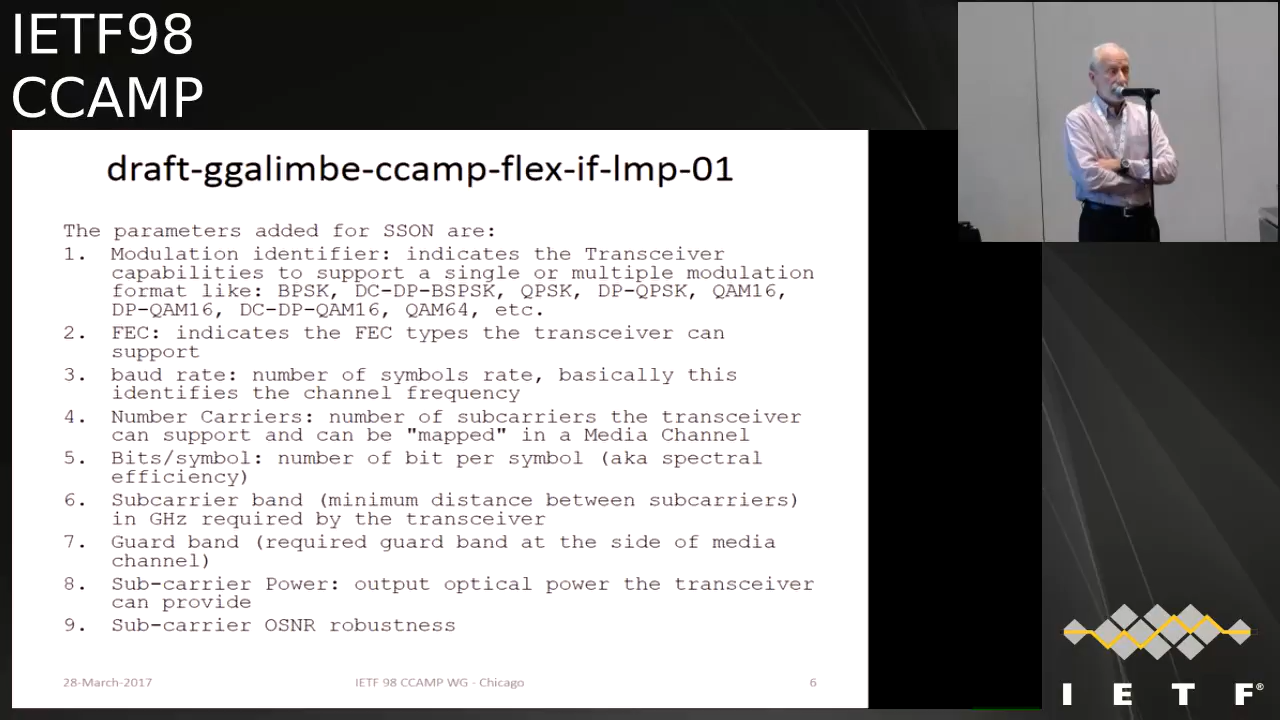 IETF98
CCAMP
draft-ggalimbe-ccamp-flex-if-lmp-01
The parameters added for SSON are:
1. Modulation identifier: indicates the Transceiver
capabilities to support a single or multiple modulation
format like: BPSK, DC-DP-BSPSK, QPSK, DP-QPSK, QAM16,
DP-QAM16, DC-DP-QAM16, QAM64, etc.
2. FEC: indicates the FEC types the transceiver can
support
3. baud rate: number of symbols rate, basically this
identifies the channel frequency
4. Number Carriers: number of subcarriers the transceiver
can support and can be "mapped" in a Media Channel
5. Bits/symbol: number of bit per symbol (aka spectral
efficiency)
6. Subcarrier band (minimum distance between subcarriers)
in GHz required by the transceiver
7. Guard band (required guard band at the side of media
channel)
8. Sub-carrier Power: output optical power the transceiver
can provide
9. Sub-carrier OSNR robustness
28-March-2017 IETF 98 CCAMP WG - Chicago 6
I E T F®